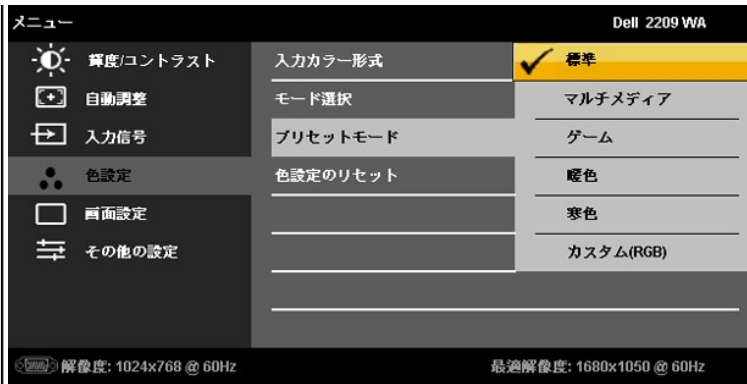 メニュー
Dell 2209 WA
輝度/コントラスト
自動調整
入力信号
色設定
画面設定
その他の設定
入力カラー形式
モード選択
プリセットモード
色設定のリセット
標準
マルチメディア
ゲーム
暖色
寒色
カスタム(RGB)
解像度: 1024x768 @ 60Hz
最適解像度: 1680x1050 @ 60Hz